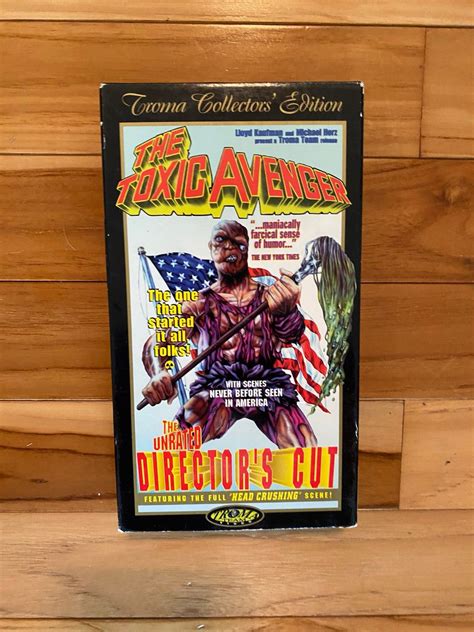 Troma Collectors' Edition
Lloyd Kaufman and Michael Herz
present a Troma Team release
THE
TOXIC AVENGER
"...maniacally
farcical sense
of humor..."
THE NEW YORK TIMES
The one
that
started
it all
folks!
WITH SCENES
NEVER BEFORE SEEN
IN AMERICA
THE
UNRATED
DIRECTOR'S CUT
FEATURING THE FULL 'HEAD CRUSHING' SCENE!
TROMA